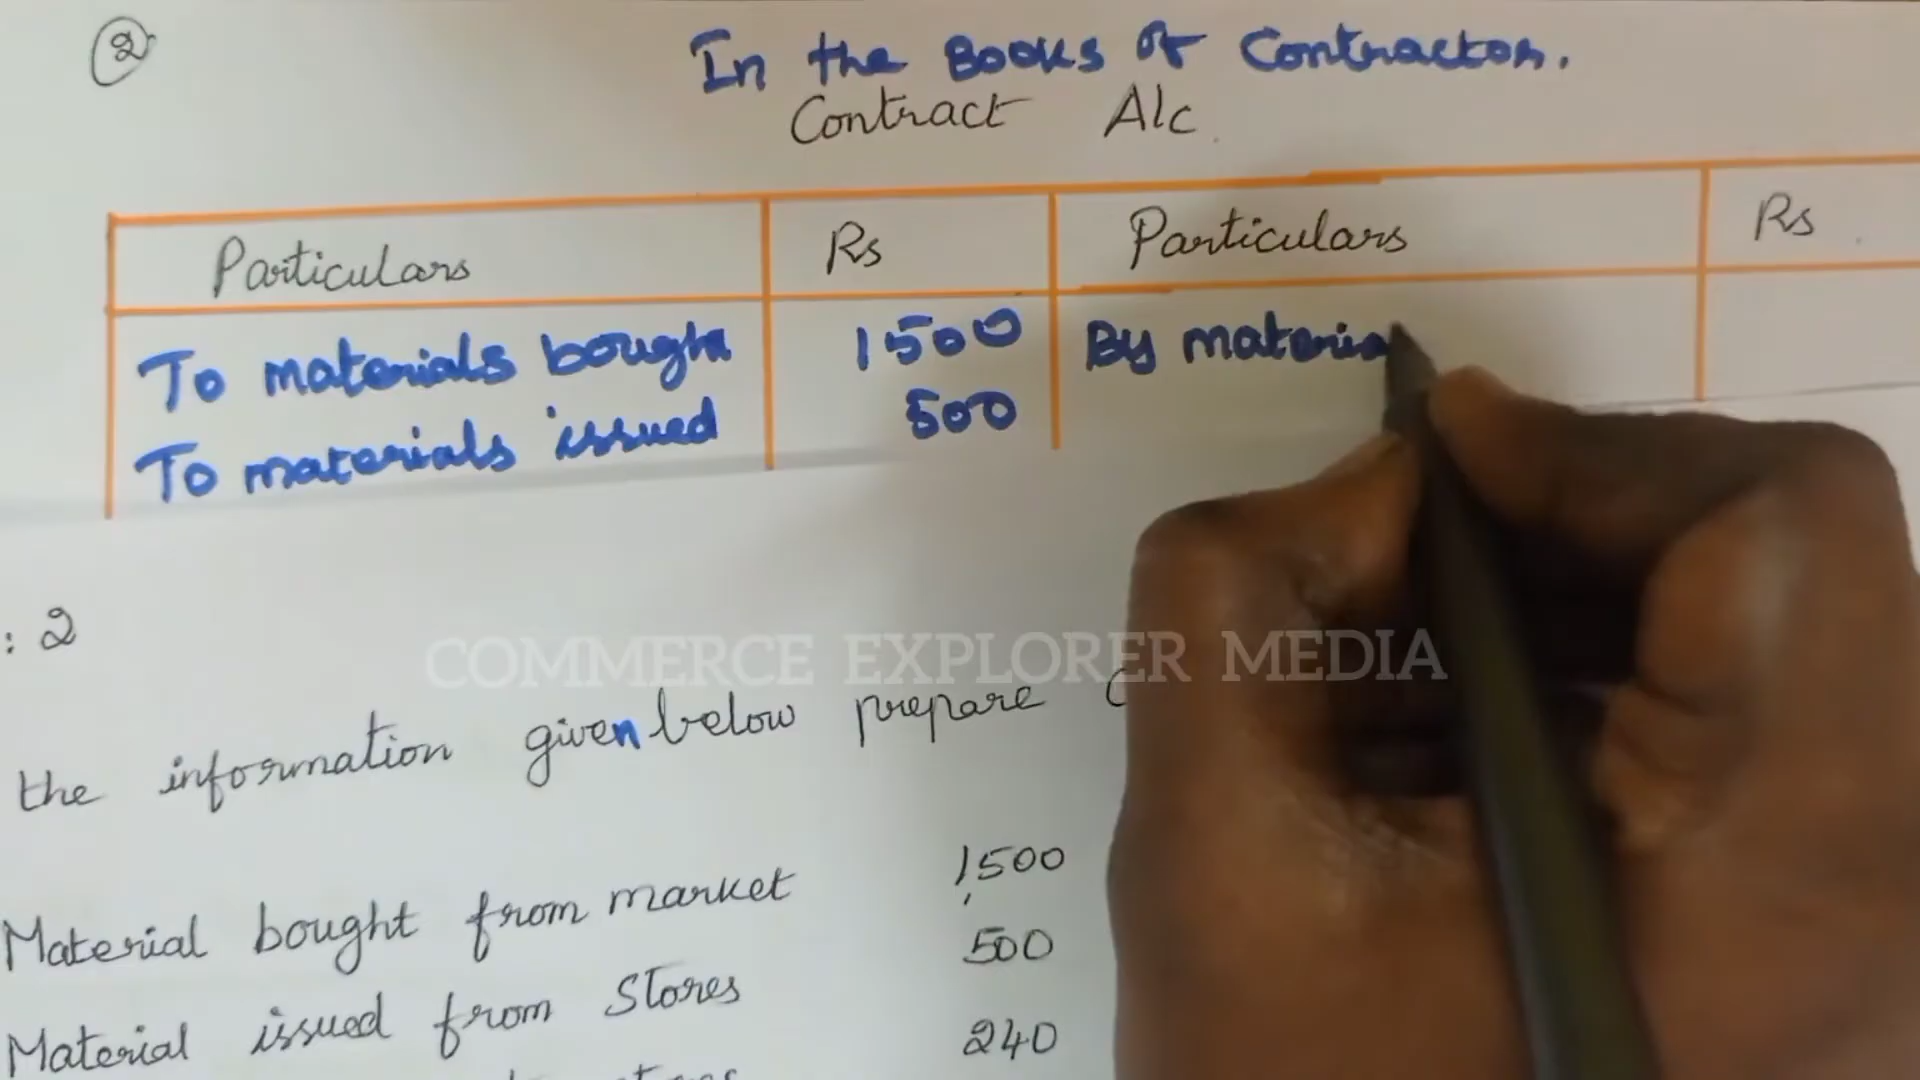 2
In the Books of Contractor.
Contract A/c
Particulars Rs Particulars Rs
To materials bought 1500 By materia
To materials issued 500
: 2
COMMERCE EXPLORER MEDIA
the information given below prepare
Material bought from market 1,500
Material issued from Stores 500
240